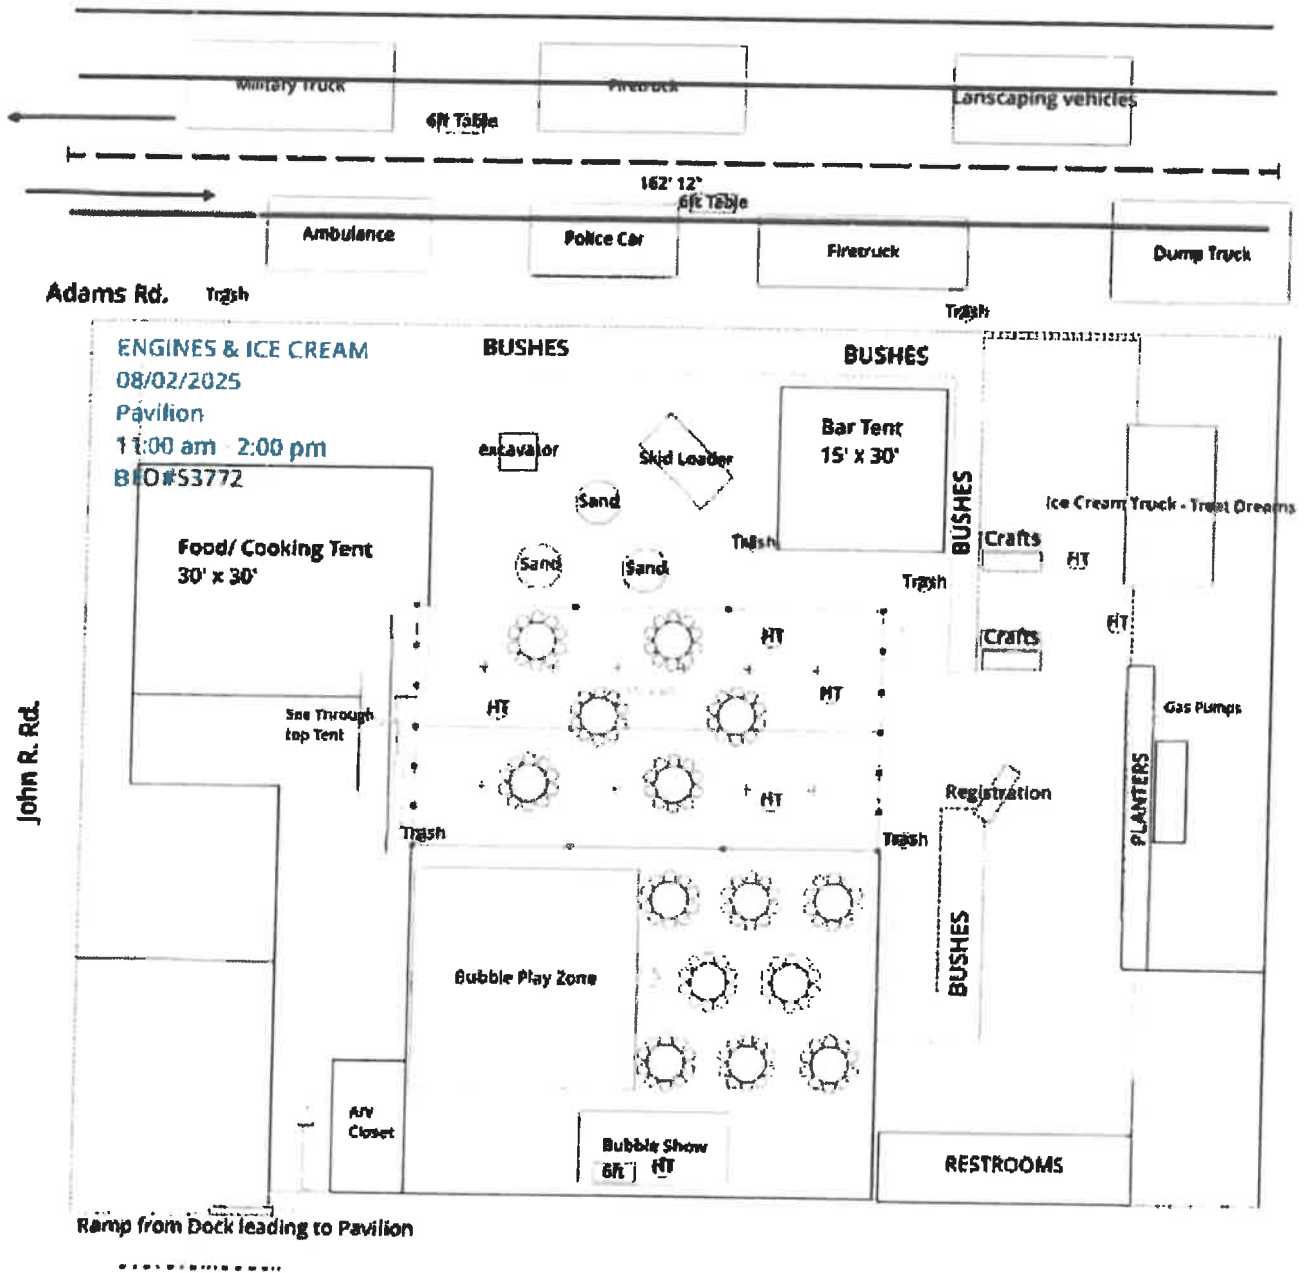 Military Truck
Firetruck
Lanscaping vehicles
6ft Table
162' 12"
6ft Table
Ambulance
Police Car
Firetruck
Dump Truck
Adams Rd.
Trash
Trash
ENGINES & ICE CREAM
08/02/2025
Pavilion
11:00 am - 2:00 pm
BEO#53772
BUSHES
BUSHES
excavator
Skid Loader
Bar Tent
15' x 30'
Sand
Sand
Sand
Trash
Trash
BUSHES
Ice Cream Truck - Treat Dreams
Crafts
HT
Crafts
HT
Food/ Cooking Tent
30' x 30'
HT
HT
HT
HT
See Through
top Tent
John R. Rd.
Gas Pumps
PLANTERS
Registration
Trash
Trash
BUSHES
Bubble Play Zone
A/V
Closet
Bubble Show
6ft
HT
RESTROOMS
Ramp from Dock leading to Pavilion